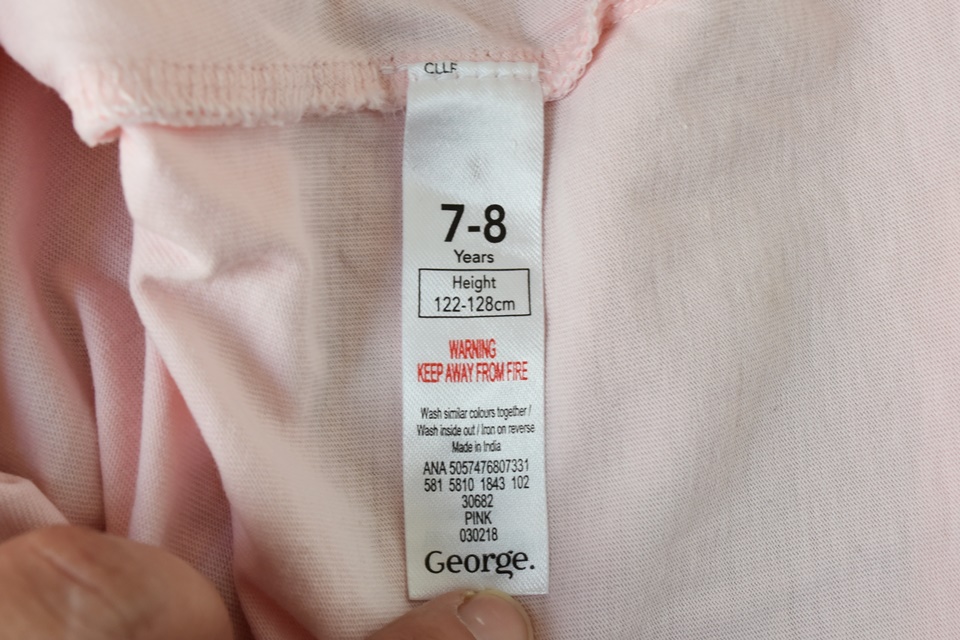 CLLF
7-8
Years
Height
122-128cm
WARNING
KEEP AWAY FROM FIRE
Wash similar colours together /
Wash inside out / Iron on reverse
Made in India
ANA 5057476807331
581 5810 1843 102
30682
PINK
030218
George.